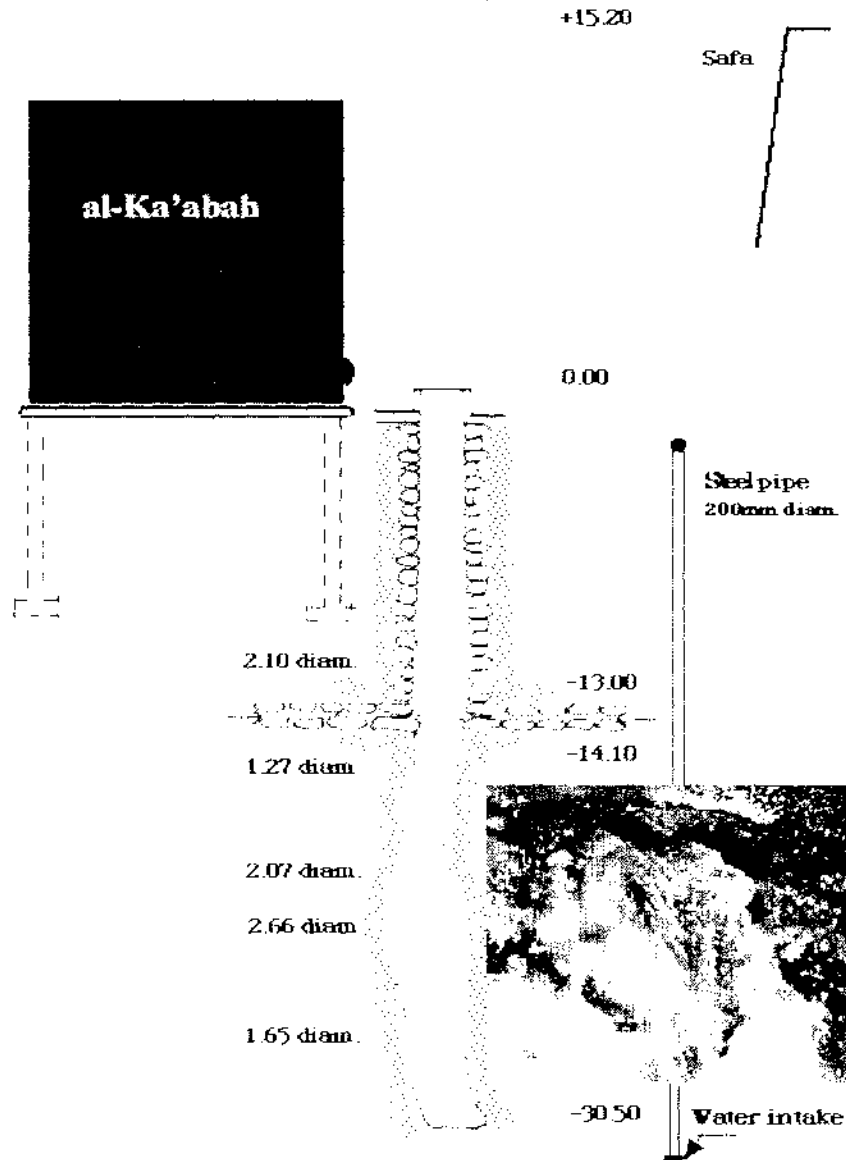 +15.20
Safa
al-Ka'abah
0.00
Steel pipe
200mm diam.
2.10 diam.
-13.00
-14.10
1.27 diam
2.07 diam.
2.66 diam
1.65 diam.
-30.50
Water intake